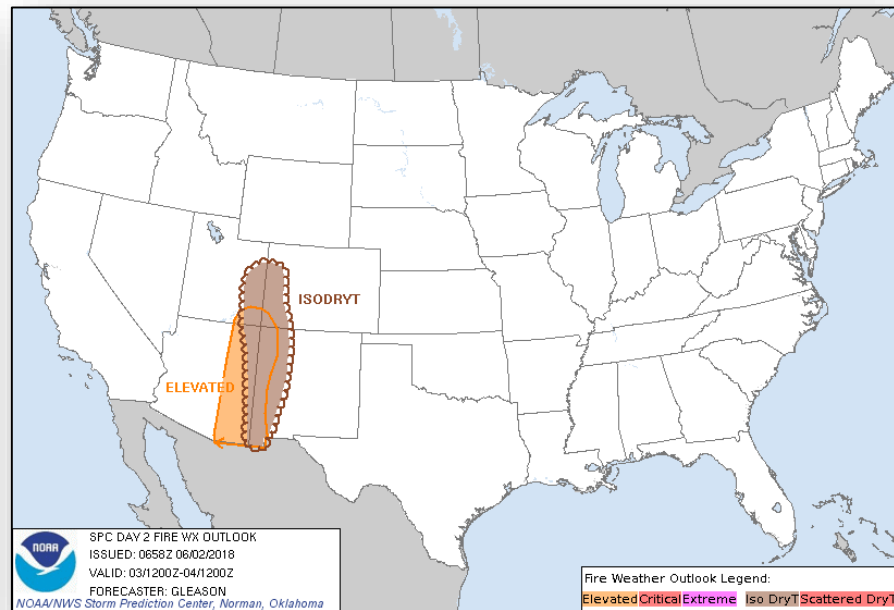 ISODRYT
ELEVATED
NOAA
SPC DAY 2 FIRE WX OUTLOOK
ISSUED: 0658Z 06/02/2018
VALID: 03/1200Z-04/1200Z
FORECASTER: GLEASON
NOAA/NWS Storm Prediction Center, Norman, Oklahoma
Fire Weather Outlook Legend:
Elevated Critical Extreme Iso DryT Scattered DryT